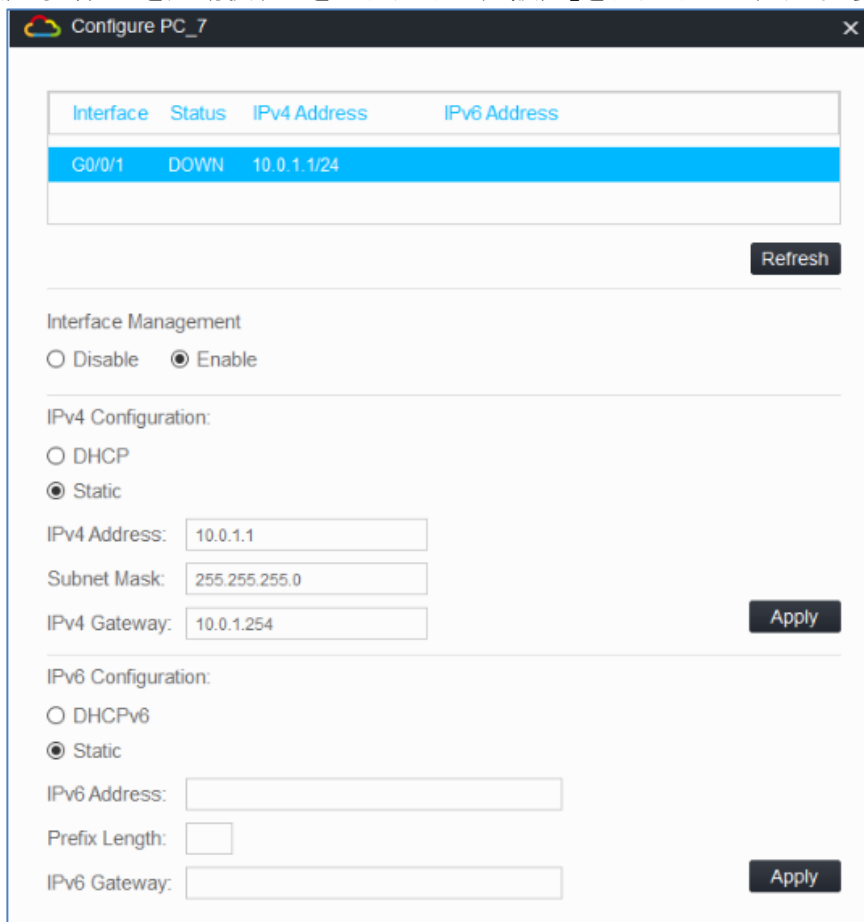 Configure PC_7
Interface Status IPv4 Address IPv6 Address
G0/0/1 DOWN 10.0.1.1/24
Refresh
Interface Management
Disable Enable
IPv4 Configuration:
DHCP
Static
IPv4 Address: 10.0.1.1
Subnet Mask: 255.255.255.0
IPv4 Gateway: 10.0.1.254
Apply
IPv6 Configuration:
DHCPv6
Static
IPv6 Address:
Prefix Length:
IPv6 Gateway:
Apply